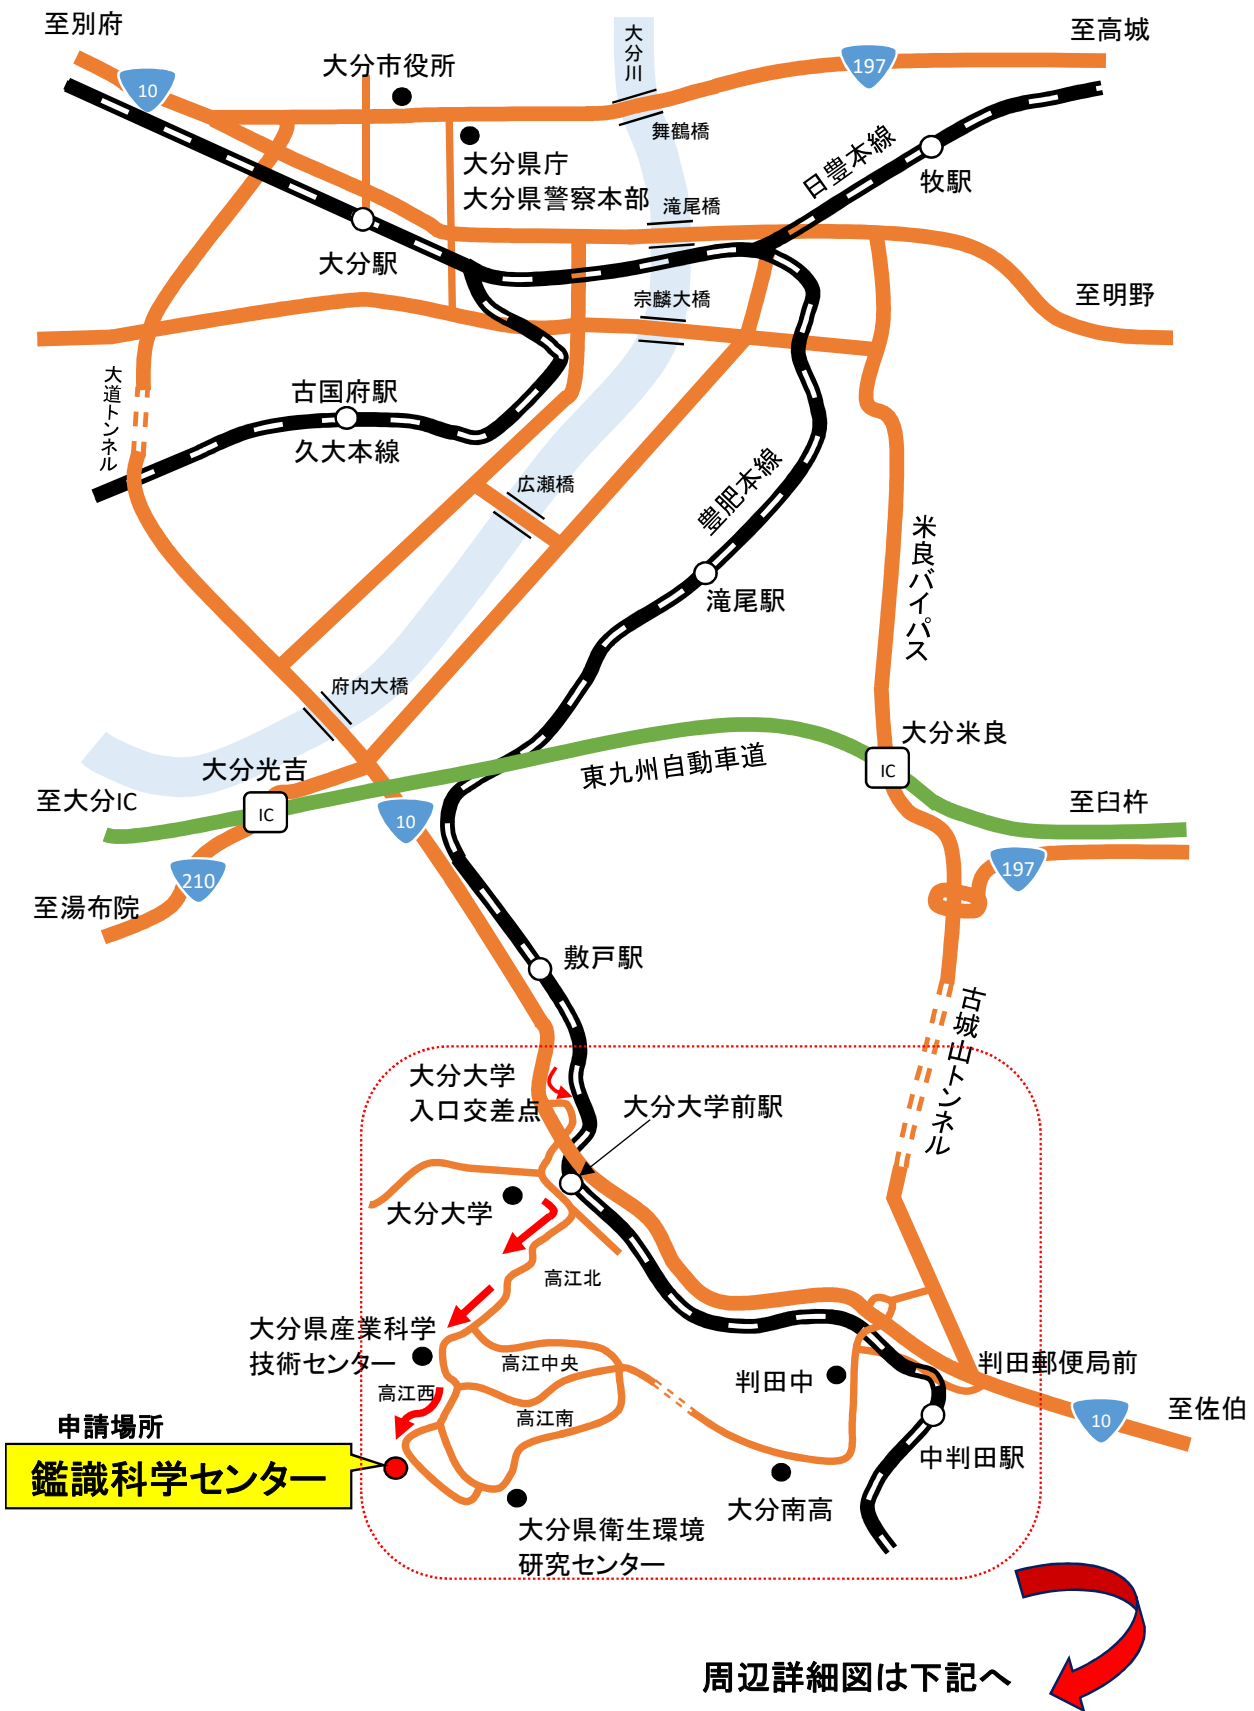 至別府
至高城
大分川
大分市役所
197
10
舞鶴橋
日豊本線
大分県庁
大分県警察本部
牧駅
滝尾橋
大分駅
宗麟大橋
至明野
大道トンネル
古国府駅
久大本線
広瀬橋
豊肥本線
米良バイパス
滝尾駅
府内大橋
大分米良
東九州自動車道
大分光吉
IC
至大分IC
IC
至臼杵
10
197
210
至湯布院
敷戸駅
古城山トンネル
大分大学
入口交差点
大分大学前駅
大分大学
高江北
大分県産業科学
技術センター
高江中央
判田郵便局前
高江西
判田中
高江南
至佐伯
10
申請場所
鑑識科学センター
中判田駅
大分南高
大分県衛生環境
研究センター
周辺詳細図は下記へ